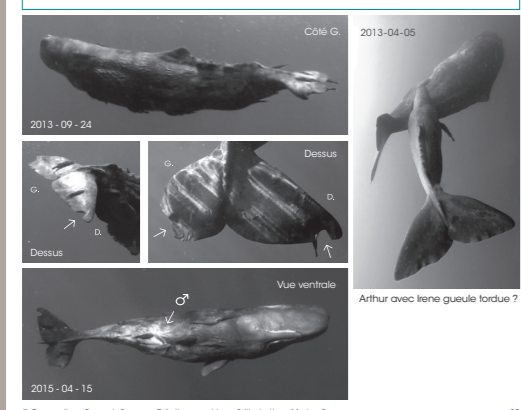 Côté G.
2013-04-05
2013 - 09 - 24
G.
D.
Dessus
Dessus
G.
D.
Vue ventrale
♂
Arthur avec Irene gueule tordue ?
2015 - 04 - 15